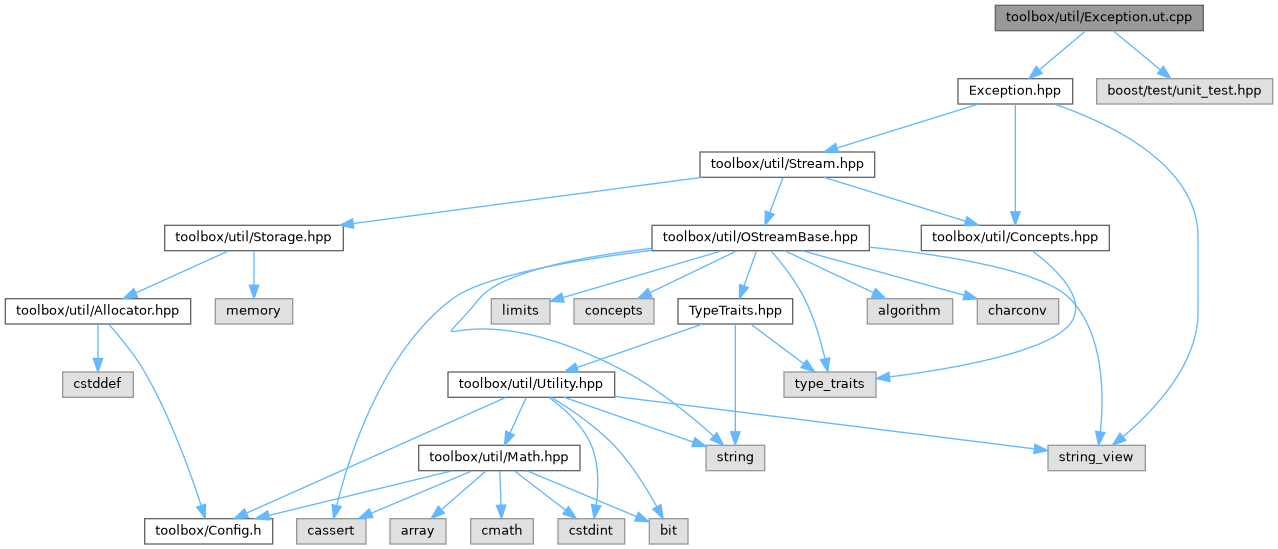 toolbox/util/Exception.ut.cpp
Exception.hpp
boost/test/unit_test.hpp
toolbox/util/Stream.hpp
toolbox/util/Storage.hpp
toolbox/util/OStreamBase.hpp
toolbox/util/Concepts.hpp
toolbox/util/Allocator.hpp
memory
limits
concepts
TypeTraits.hpp
algorithm
charconv
cstddef
toolbox/util/Utility.hpp
type_traits
toolbox/util/Math.hpp
string
string_view
toolbox/Config.h
cassert
array
cmath
cstdint
bit